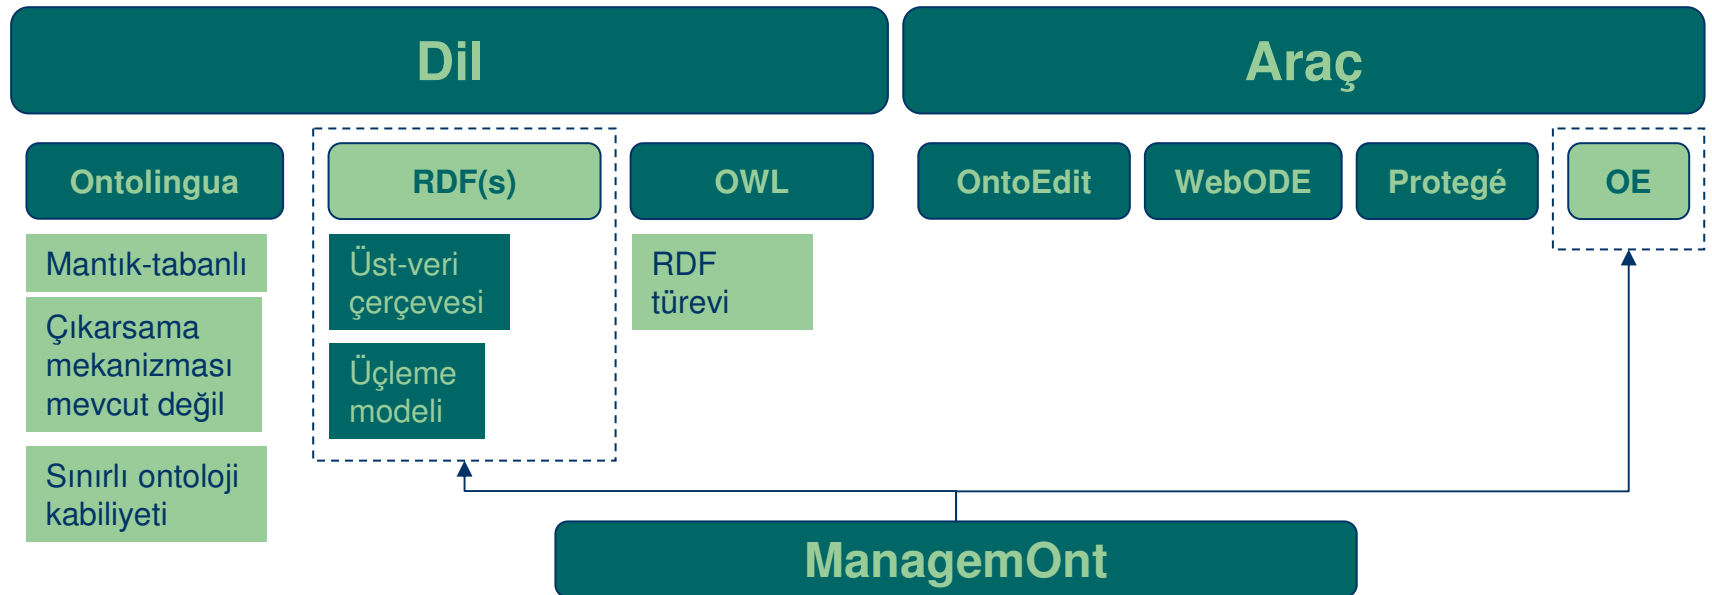 Dil
Araç
Ontolingua
RDF(s)
OWL
OntoEdit
WebODE
Protegé
OE
Mantık-tabanlı
Çıkarsama
mekanizması
mevcut değil
Sınırlı ontoloji
kabiliyeti
Üst-veri
çerçevesi
Üçleme
modeli
RDF
türevi
ManagemOnt